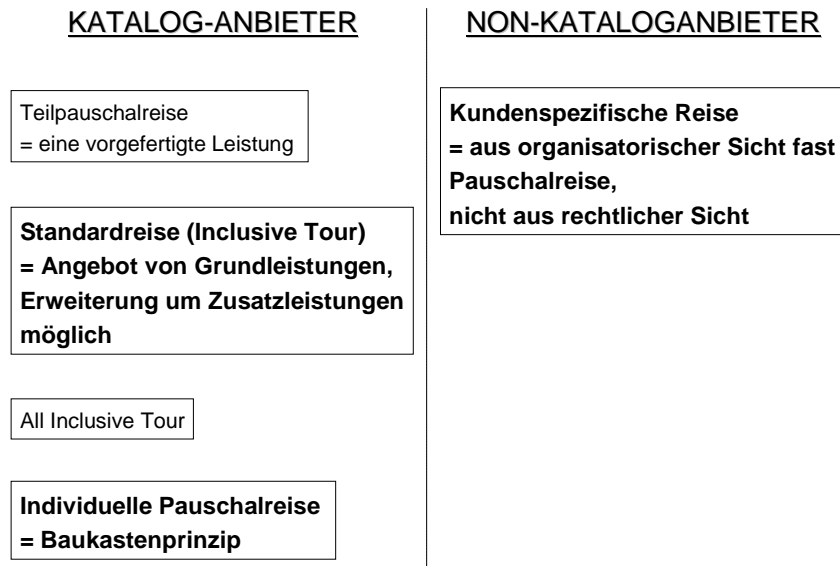 KATALOG-ANBIETER
Teilpauschalreise
= eine vorgefertigte Leistung
Standardreise (Inclusive Tour)
= Angebot von Grundleistungen,
Erweiterung um Zusatzleistungen
möglich
All Inclusive Tour
Individuelle Pauschalreise
= Baukastenprinzip
NON-KATALOGANBIETER
Kundenspezifische Reise
= aus organisatorischer Sicht fast
Pauschalreise,
nicht aus rechtlicher Sicht